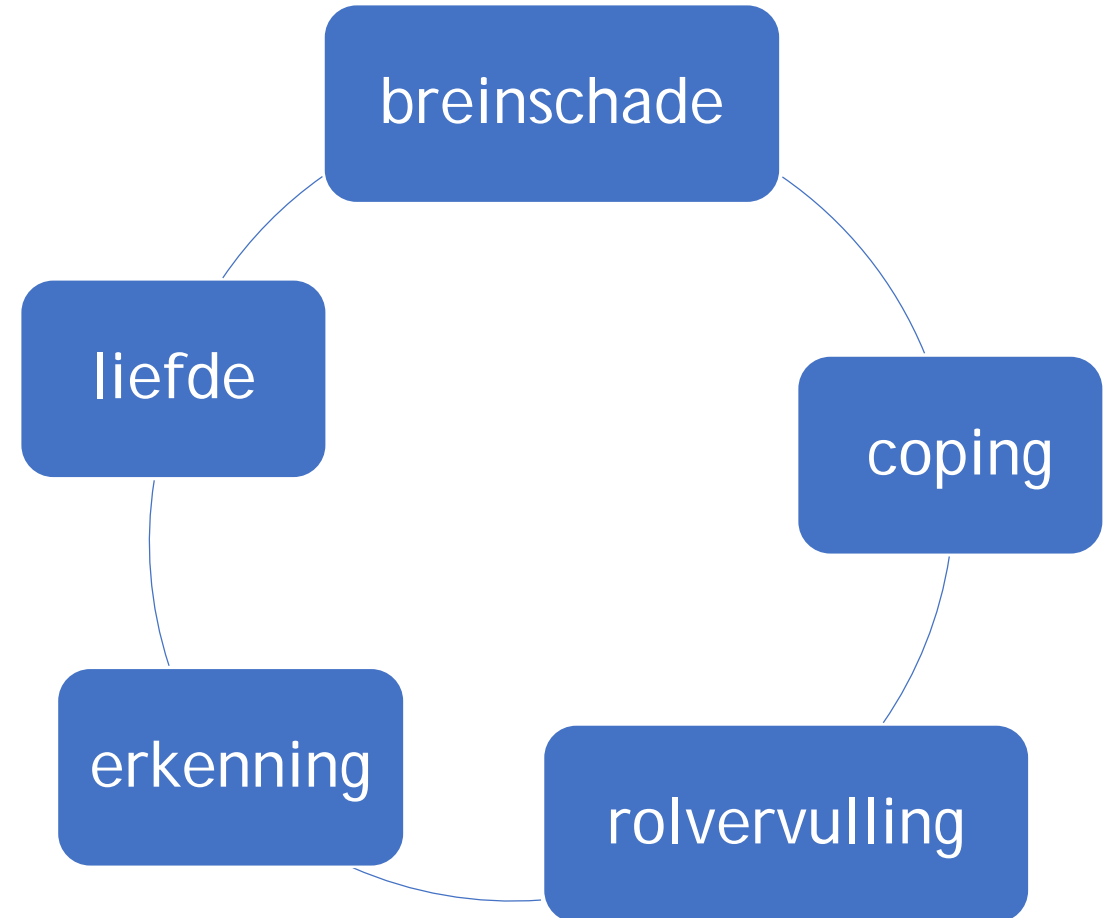 breinschade
coping
rolvervulling
erkenning
liefde